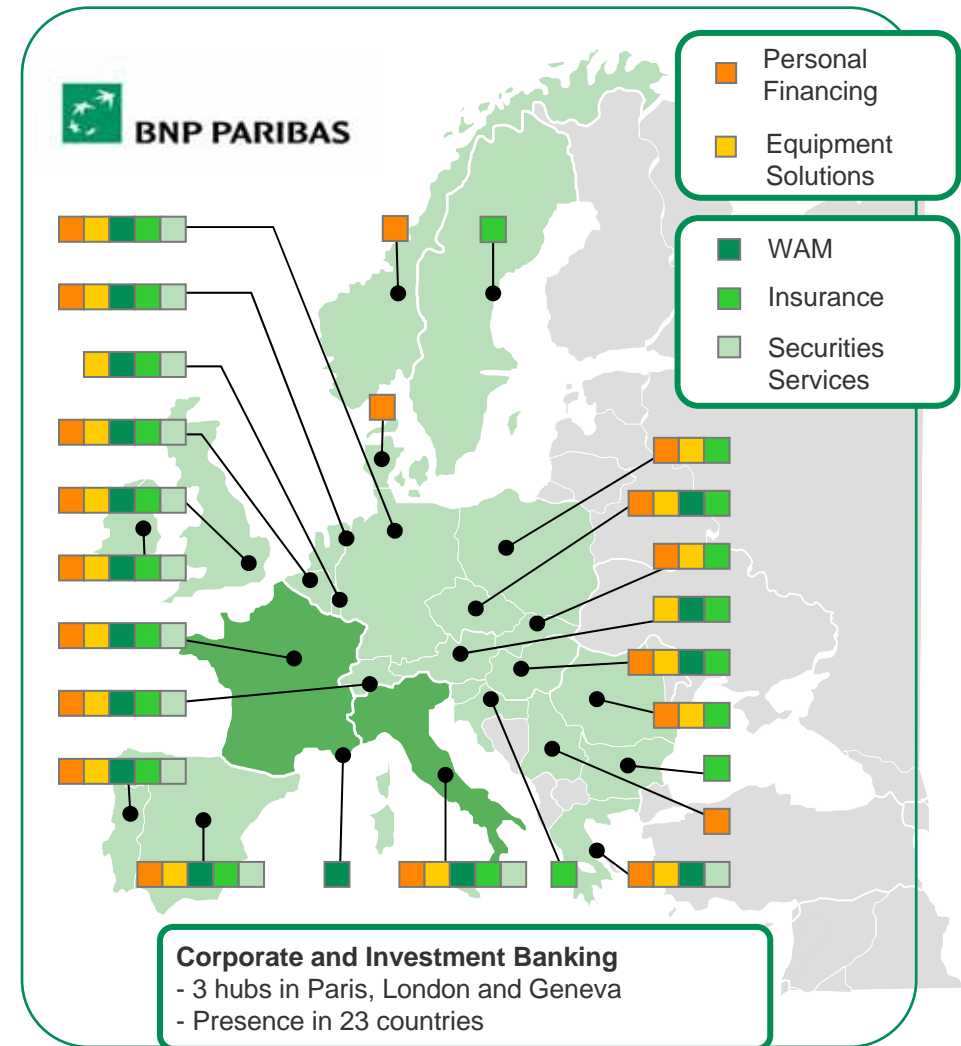 BNP PARIBAS
Personal
Financing
Equipment
Solutions
WAM
Insurance
Securities
Services
Corporate and Investment Banking
- 3 hubs in Paris, London and Geneva
- Presence in 23 countries